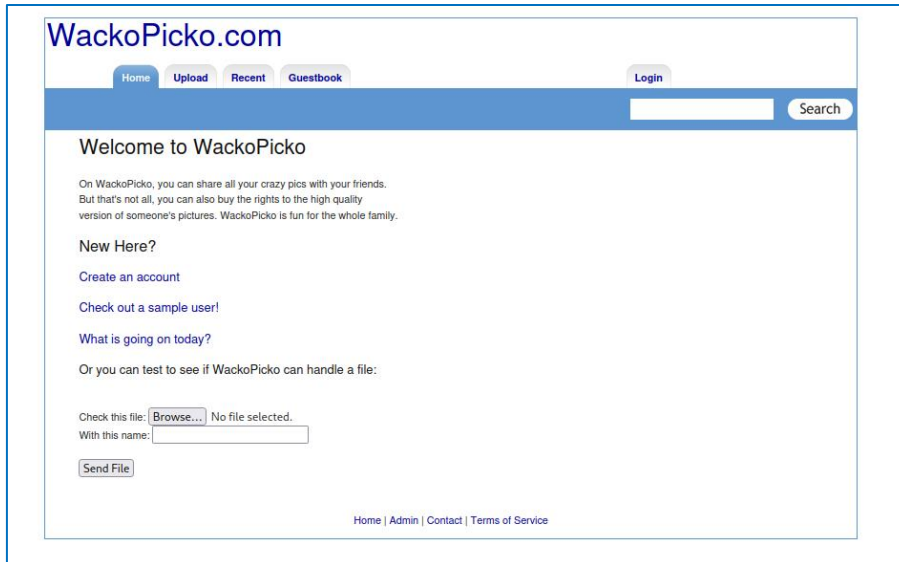 WackoPicko.com
Home Upload Recent Guestbook Login
Search
Welcome to WackoPicko
On WackoPicko, you can share all your crazy pics with your friends.
But that's not all, you can also buy the rights to the high quality
version of someone's pictures. WackoPicko is fun for the whole family.
New Here?
Create an account
Check out a sample user!
What is going on today?
Or you can test to see if WackoPicko can handle a file:
Check this file: Browse... No file selected.
With this name:
Send File
Home | Admin | Contact | Terms of Service